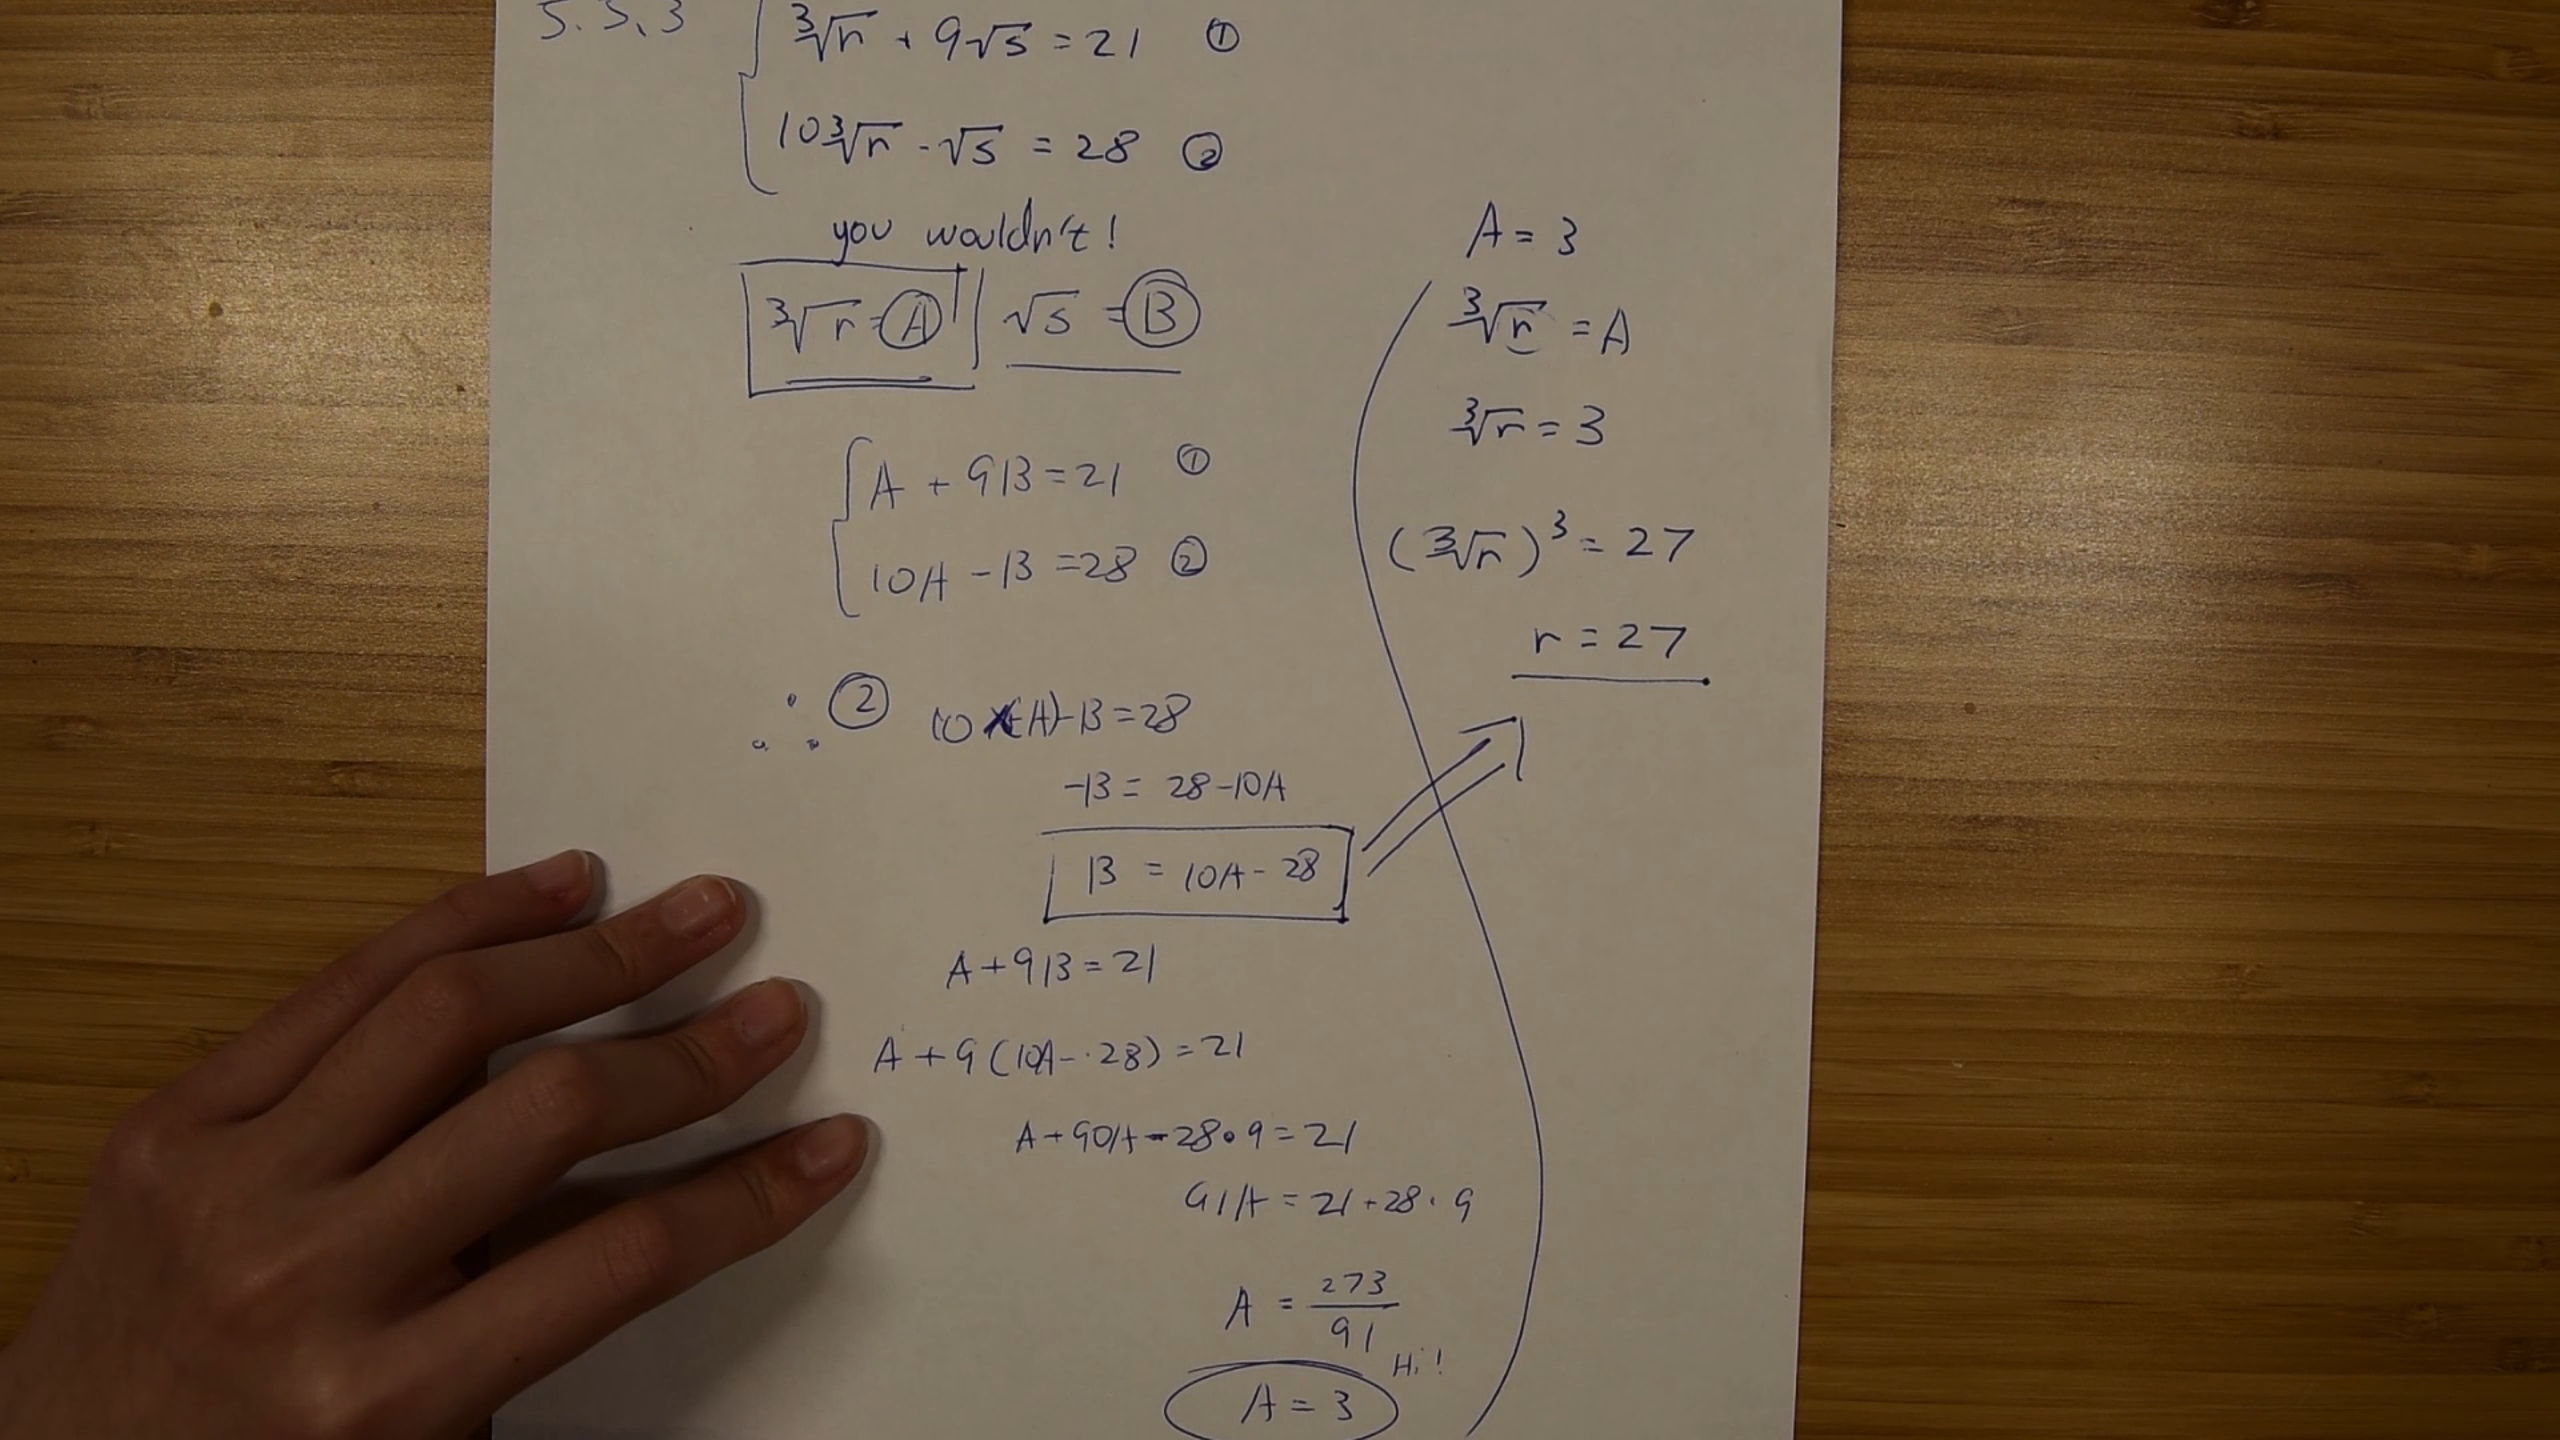 5.5.3
∛r + 9√s = 21 ①
10∛r - √s = 28 ②
you wouldn't!
∛r = A √s = B
A + 9B = 21 ①
10A - B = 28 ②
∴ ② 10(A) - B = 28
-B = 28 - 10A
B = 10A - 28
A + 9B = 21
A + 9(10A - 28) = 21
A + 90A - 28·9 = 21
91A = 21 + 28·9
A = 273/91
Hi!
A = 3
A = 3
∛r = A
∛r = 3
(∛r)³ = 27
r = 27